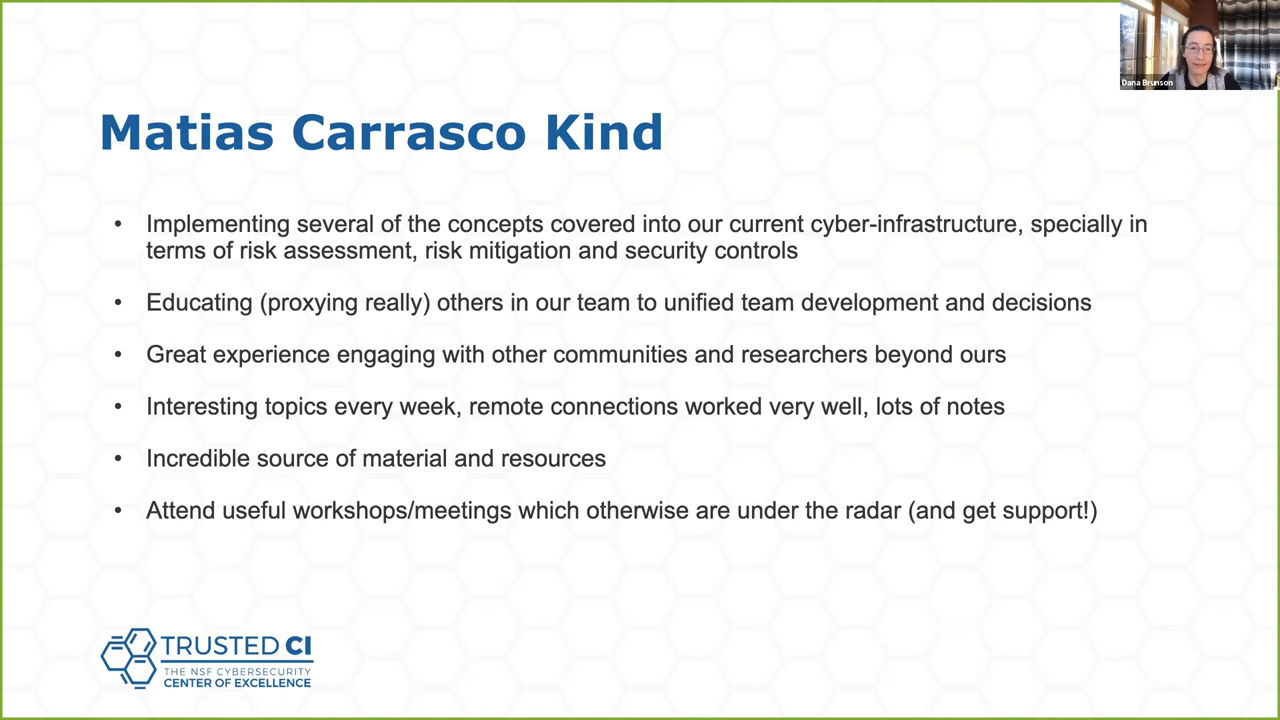 Dana Brunson
Matias Carrasco Kind
• Implementing several of the concepts covered into our current cyber-infrastructure, specially in
terms of risk assessment, risk mitigation and security controls
• Educating (proxying really) others in our team to unified team development and decisions
• Great experience engaging with other communities and researchers beyond ours
• Interesting topics every week, remote connections worked very well, lots of notes
• Incredible source of material and resources
• Attend useful workshops/meetings which otherwise are under the radar (and get support!)
TRUSTED CI
THE NSF CYBERSECURITY
CENTER OF EXCELLENCE